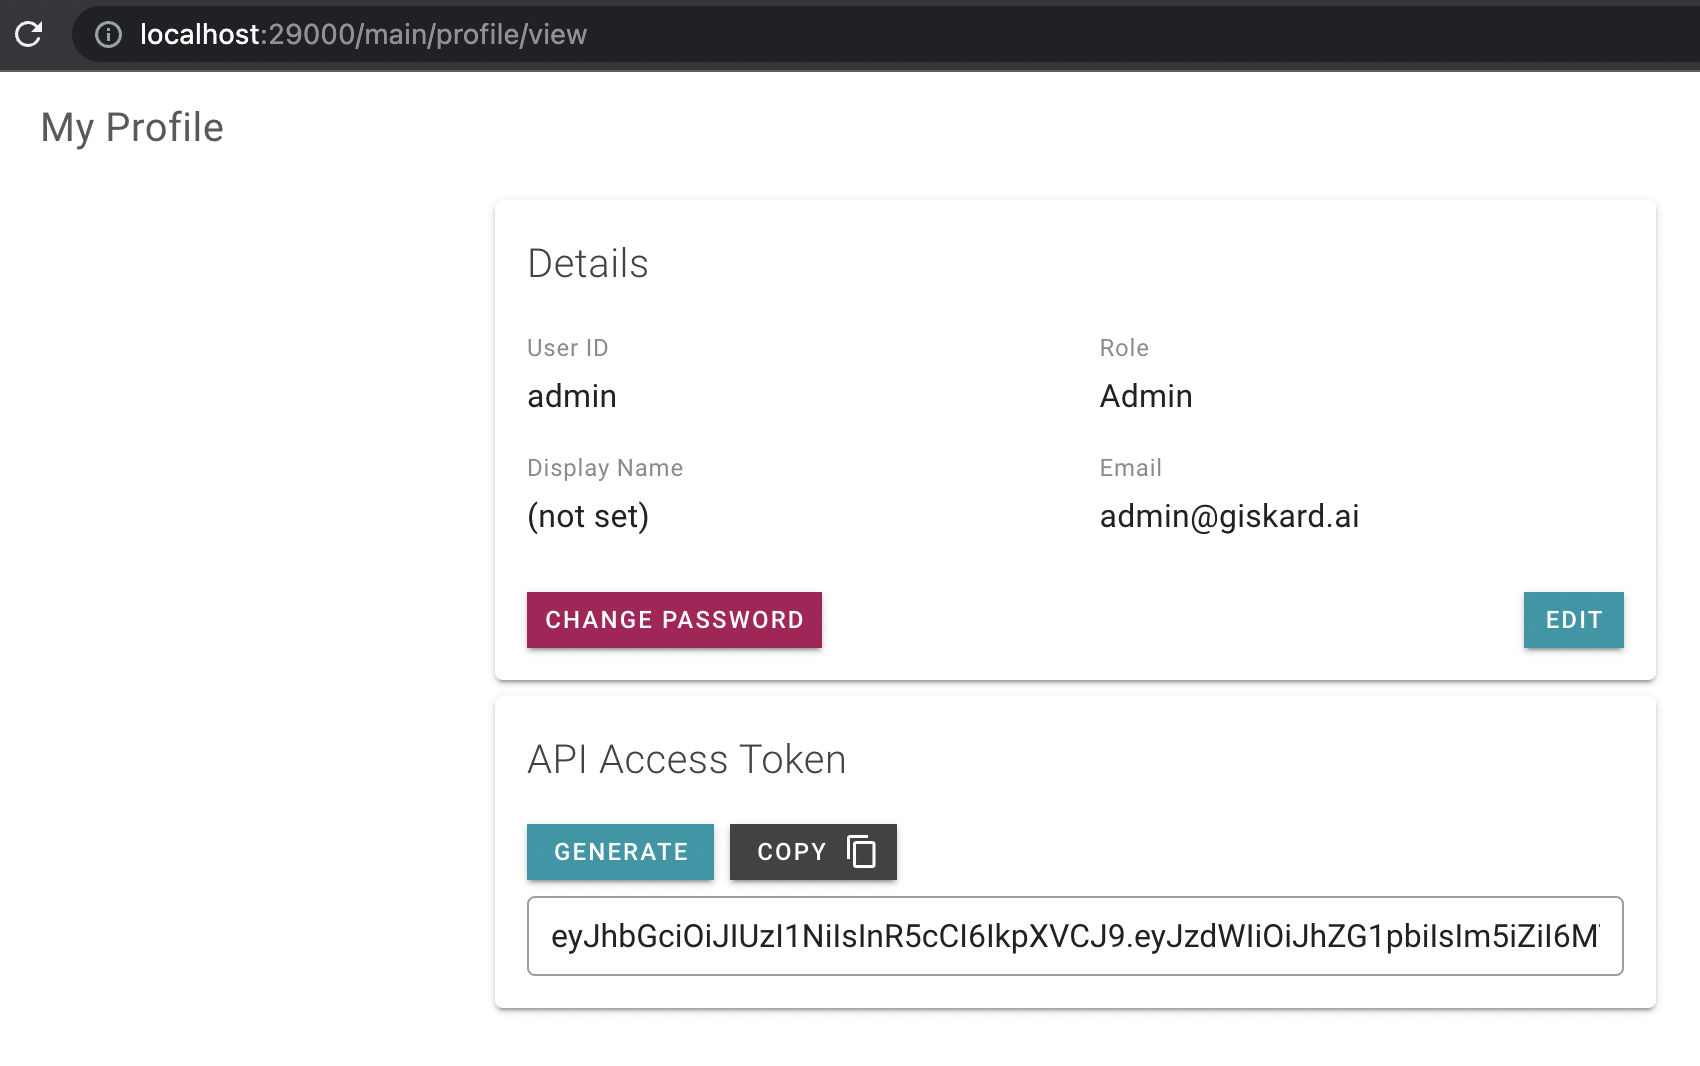 localhost:29000/main/profile/view
My Profile
Details
User ID
Role
admin
Admin
Display Name
Email
(not set)
admin@giskard.ai
CHANGE PASSWORD
EDIT
API Access Token
GENERATE
COPY
eyJhbGciOiJIUzI1NiIsInR5cCI6IkpXVCJ9.eyJzdWIiOiJhZG1pbiIsIm5iZiI6M